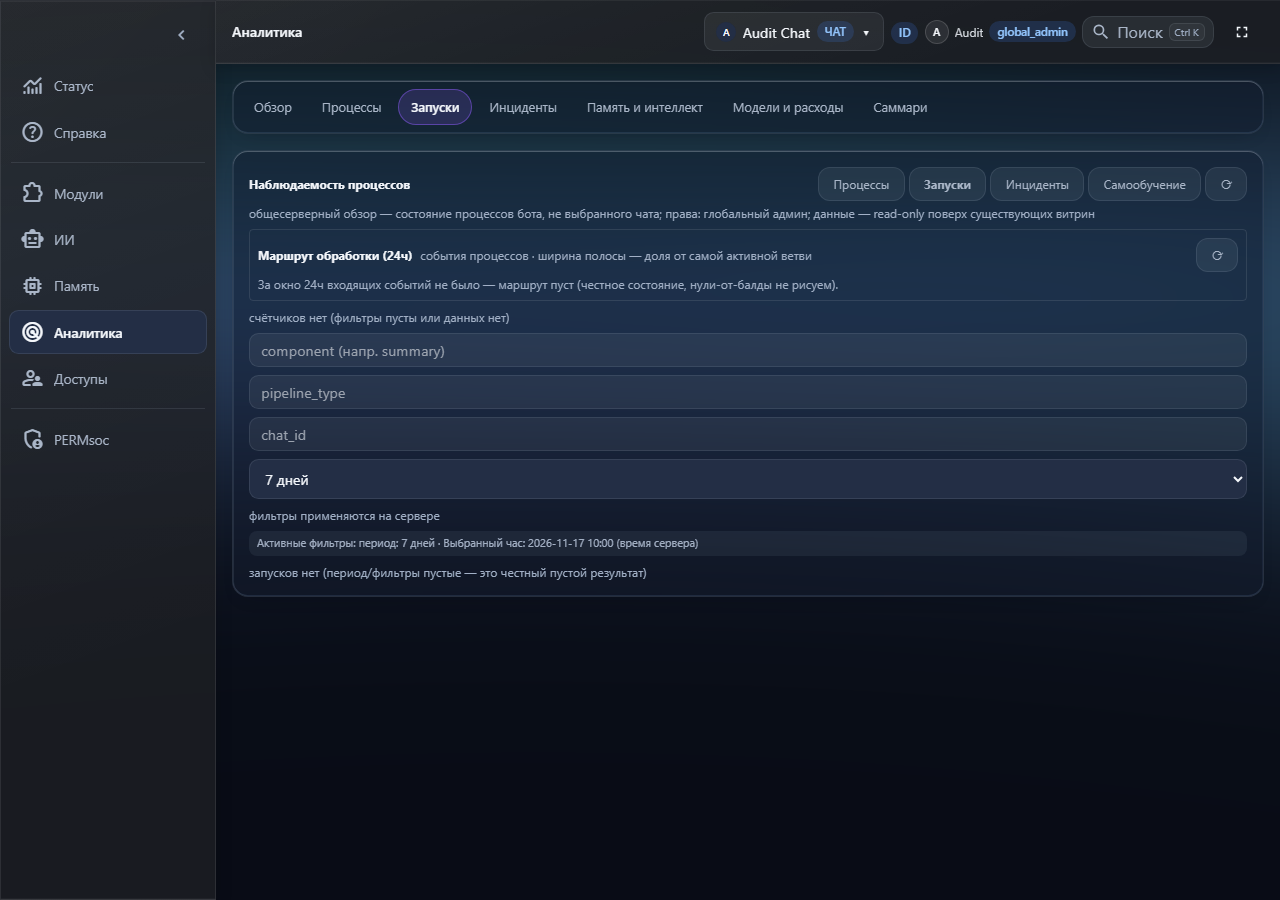 Аналитика
A Audit Chat ЧАТ ▾ ID A Audit global_admin Поиск Ctrl K
Статус
Справка
Модули
ИИ
Память
Аналитика
Доступы
PERMsoc
Обзор Процессы Запуски Инциденты Память и интеллект Модели и расходы Саммари
Наблюдаемость процессов Процессы Запуски Инциденты Самообучение ⟳
общесерверный обзор — состояние процессов бота, не выбранного чата; права: глобальный админ; данные — read-only поверх существующих витрин
Маршрут обработки (24ч) события процессов · ширина полосы — доля от самой активной ветви ⟳
За окно 24ч входящих событий не было — маршрут пуст (честное состояние, нули-от-балды не рисуем).
счётчиков нет (фильтры пусты или данных нет)
component (напр. summary)
pipeline_type
chat_id
7 дней
фильтры применяются на сервере
Активные фильтры: период: 7 дней · Выбранный час: 2026-11-17 10:00 (время сервера)
запусков нет (период/фильтры пустые — это честный пустой результат)